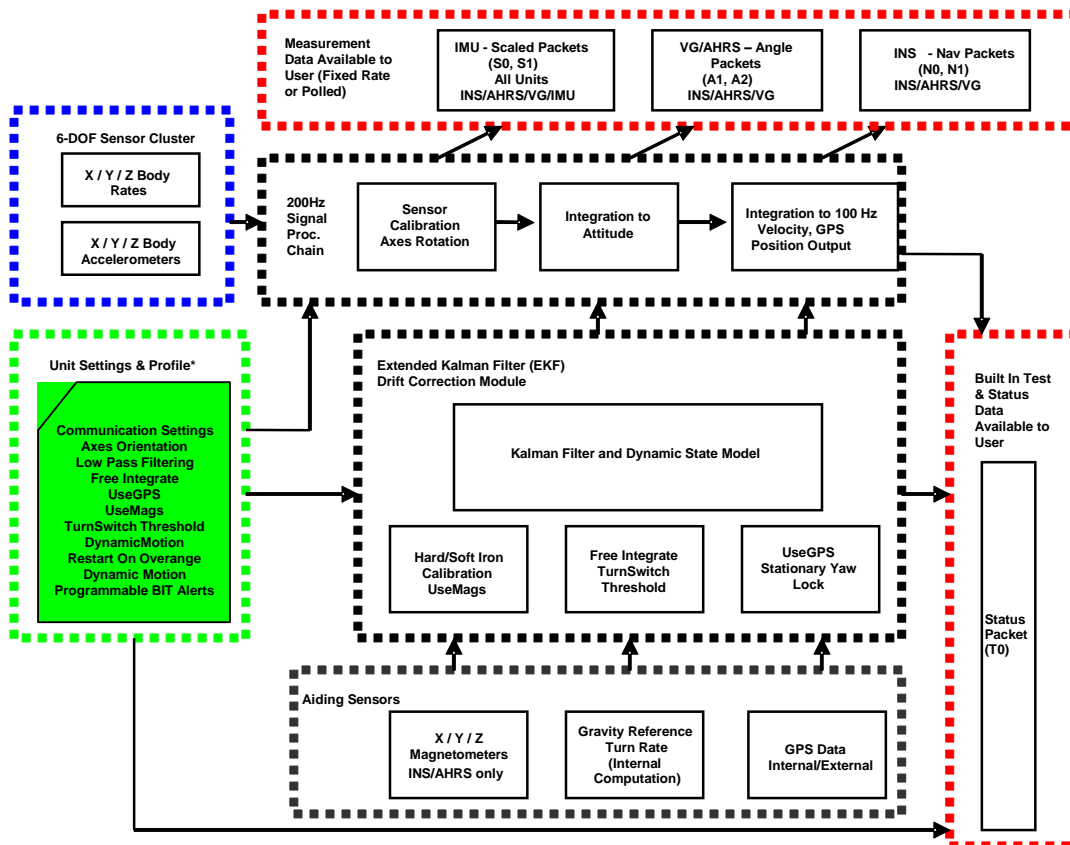 Measurement
Data Available to
User (Fixed Rate
or Polled)
IMU - Scaled Packets
(S0, S1)
All Units
INS/AHRS/VG/IMU
VG/AHRS – Angle
Packets
(A1, A2)
INS/AHRS/VG
INS - Nav Packets
(N0, N1)
INS/AHRS/VG
6-DOF Sensor Cluster
X / Y / Z Body
Rates
X / Y / Z Body
Accelerometers
200Hz
Signal
Proc.
Chain
Sensor
Calibration
Axes Rotation
Integration to
Attitude
Integration to 100 Hz
Velocity, GPS
Position Output
Unit Settings & Profile*
Communication Settings
Axes Orientation
Low Pass Filtering
Free Integrate
UseGPS
UseMags
TurnSwitch Threshold
DynamicMotion
Restart On Overange
Dynamic Motion
Programmable BIT Alerts
Extended Kalman Filter (EKF)
Drift Correction Module
Kalman Filter and Dynamic State Model
Hard/Soft Iron
Calibration
UseMags
Free Integrate
TurnSwitch
Threshold
UseGPS
Stationary Yaw
Lock
Built In Test
& Status
Data
Available to
User
Status
Packet
(T0)
Aiding Sensors
X / Y / Z
Magnetometers
INS/AHRS only
Gravity Reference
Turn Rate
(Internal
Computation)
GPS Data
Internal/External